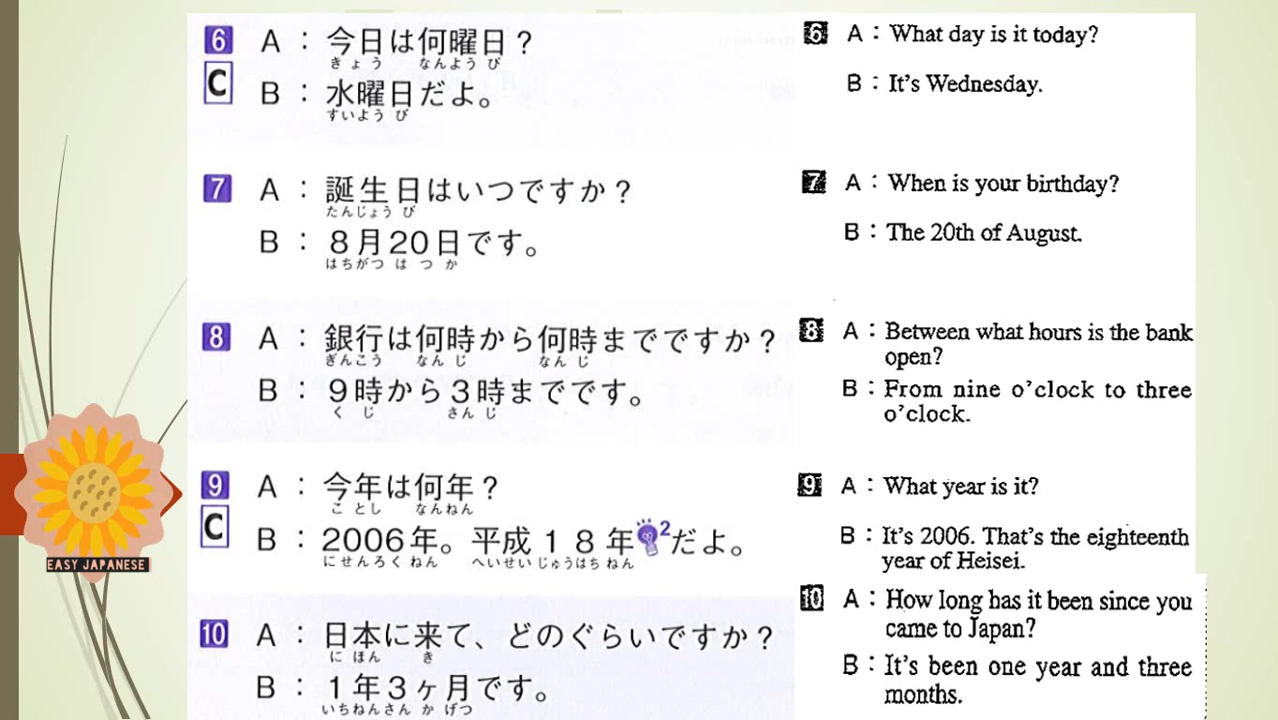 6 A：今日は何曜日？
きょう なんようび
C B：水曜日だよ。
すいようび
7 A：誕生日はいつですか？
たんじょうび
B：8月20日です。
はちがつ はつか
8 A：銀行は何時から何時までですか？
ぎんこう なんじ なんじ
B：9時から3時までです。
くじ さんじ
9 A：今年は何年？
ことし なんねん
C B：2006年。平成18年2だよ。
にせんろくねん へいせいじゅうはちねん
10 A：日本に来て、どのぐらいですか？
にほん き
B：1年3ヶ月です。
いちねんさんかげつ
6 A：What day is it today?
B：It's Wednesday.
7 A：When is your birthday?
B：The 20th of August.
8 A：Between what hours is the bank
open?
B：From nine o'clock to three
o'clock.
9 A：What year is it?
B：It's 2006. That's the eighteenth
year of Heisei.
10 A：How long has it been since you
came to Japan?
B：It's been one year and three
months.
EASY JAPANESE